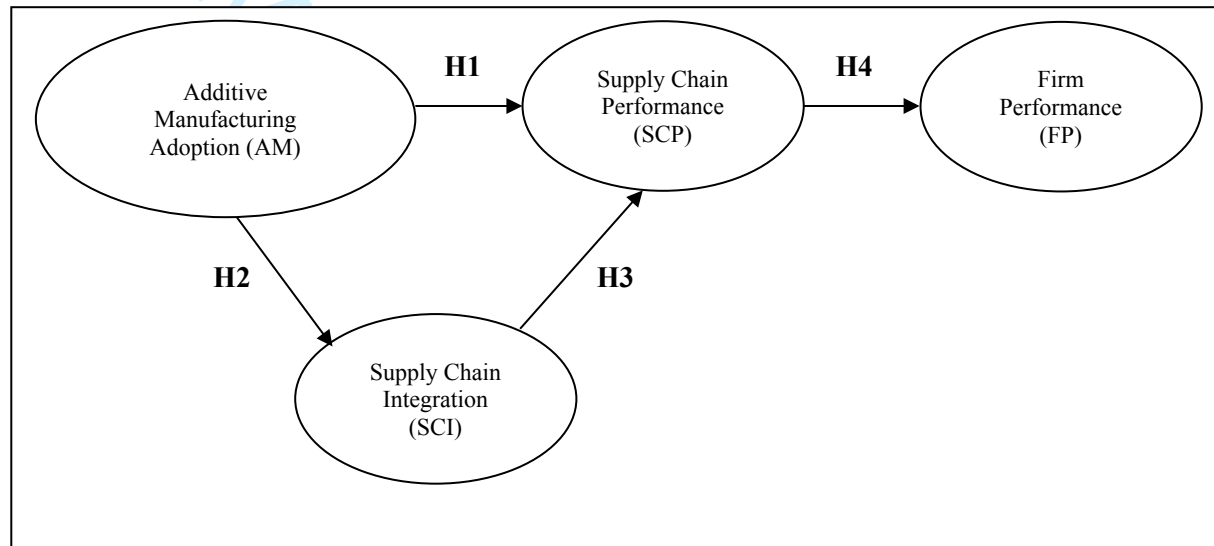 H1
H4
Additive
Manufacturing
Adoption (AM)
Supply Chain
Performance
(SCP)
Firm
Performance
(FP)
H2
H3
Supply Chain
Integration
(SCI)